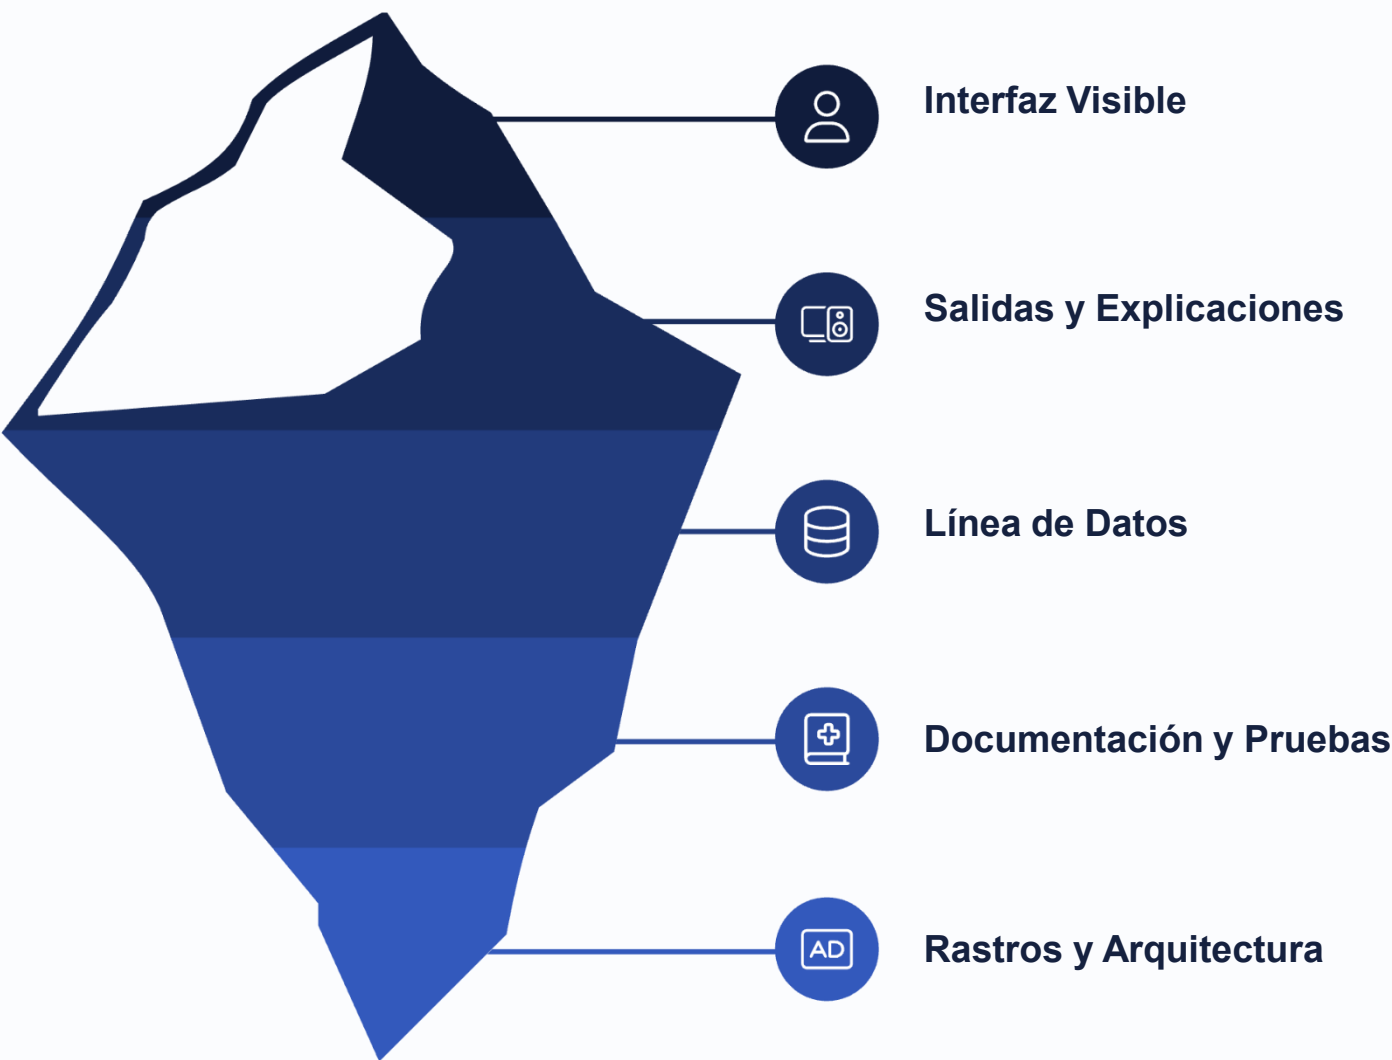 Interfaz Visible
Salidas y Explicaciones
Línea de Datos
Documentación y Pruebas
AD
Rastros y Arquitectura